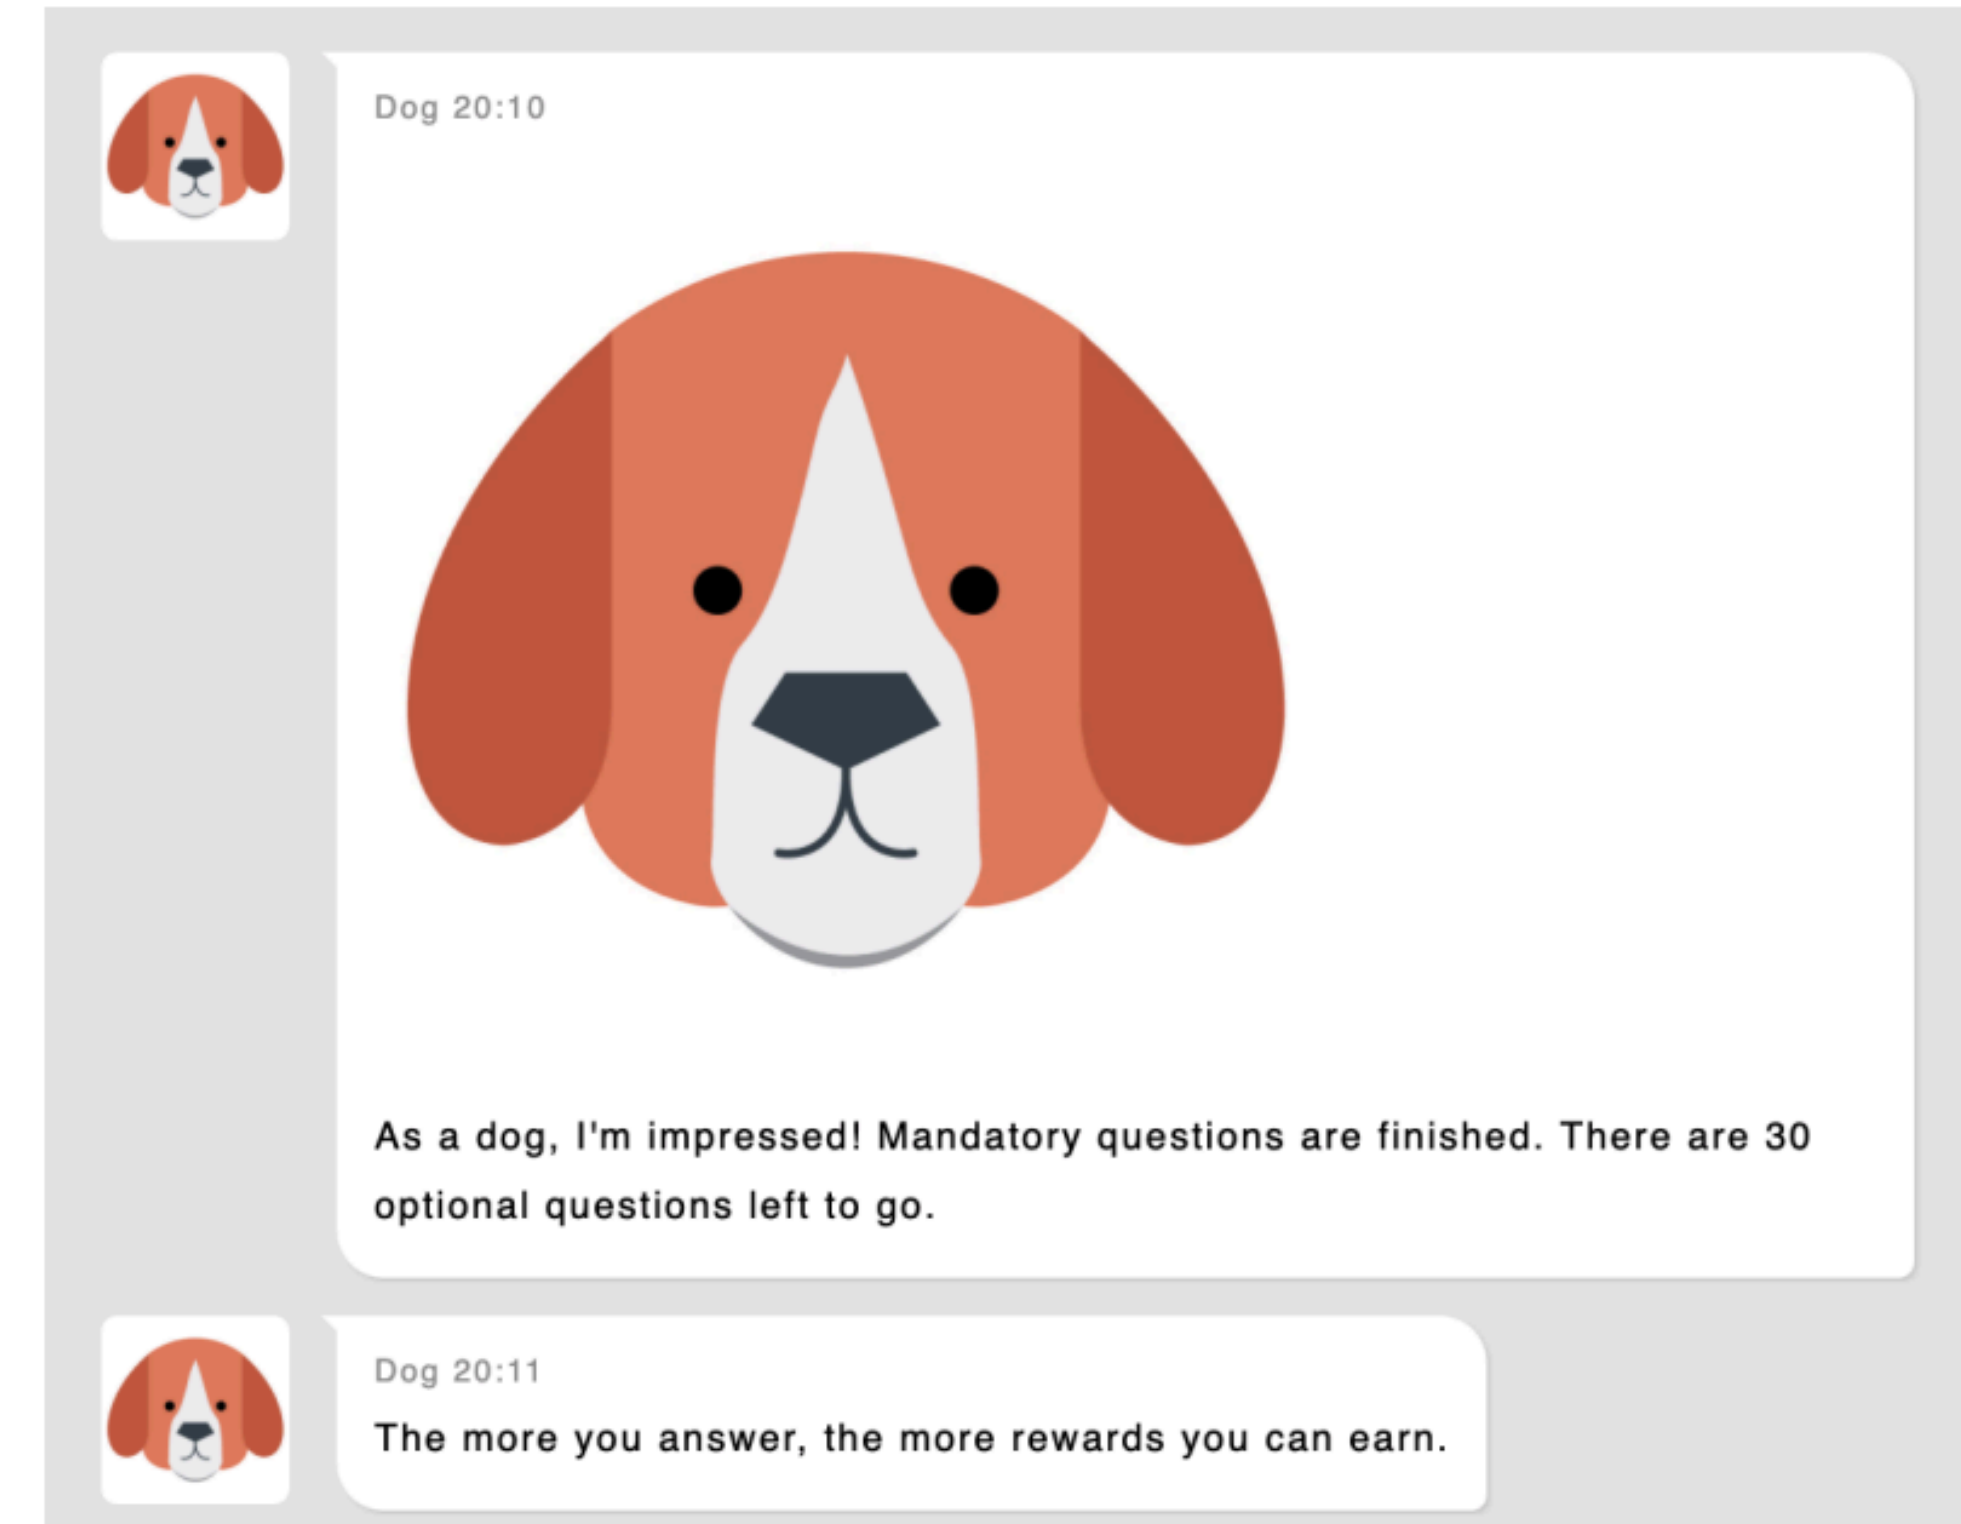 Dog 20:10
As a dog, I'm impressed! Mandatory questions are finished. There are 30
optional questions left to go.
Dog 20:11
The more you answer, the more rewards you can earn.